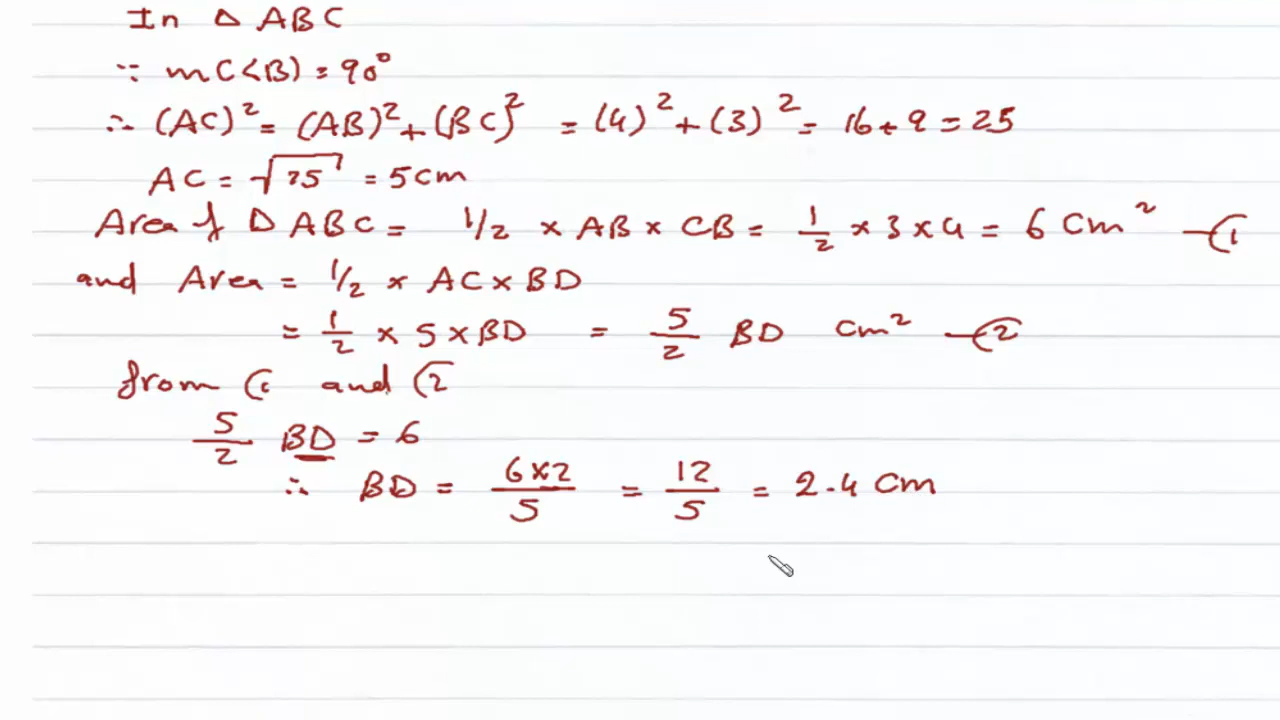 In Δ ABC
∵ m(<B) = 90°
∴ (AC)² = (AB)² + (BC)² = (4)² + (3)² = 16 + 9 = 25
AC = √25 = 5cm
Area of Δ ABC = 1/2 × AB × CB = 1/2 × 3 × 4 = 6 cm² —(1
and Area = 1/2 × AC × BD
= 1/2 × 5 × BD = 5/2 BD cm² —(2
from (1 and (2
5/2 BD = 6
∴ BD = 6×2/5 = 12/5 = 2.4 cm